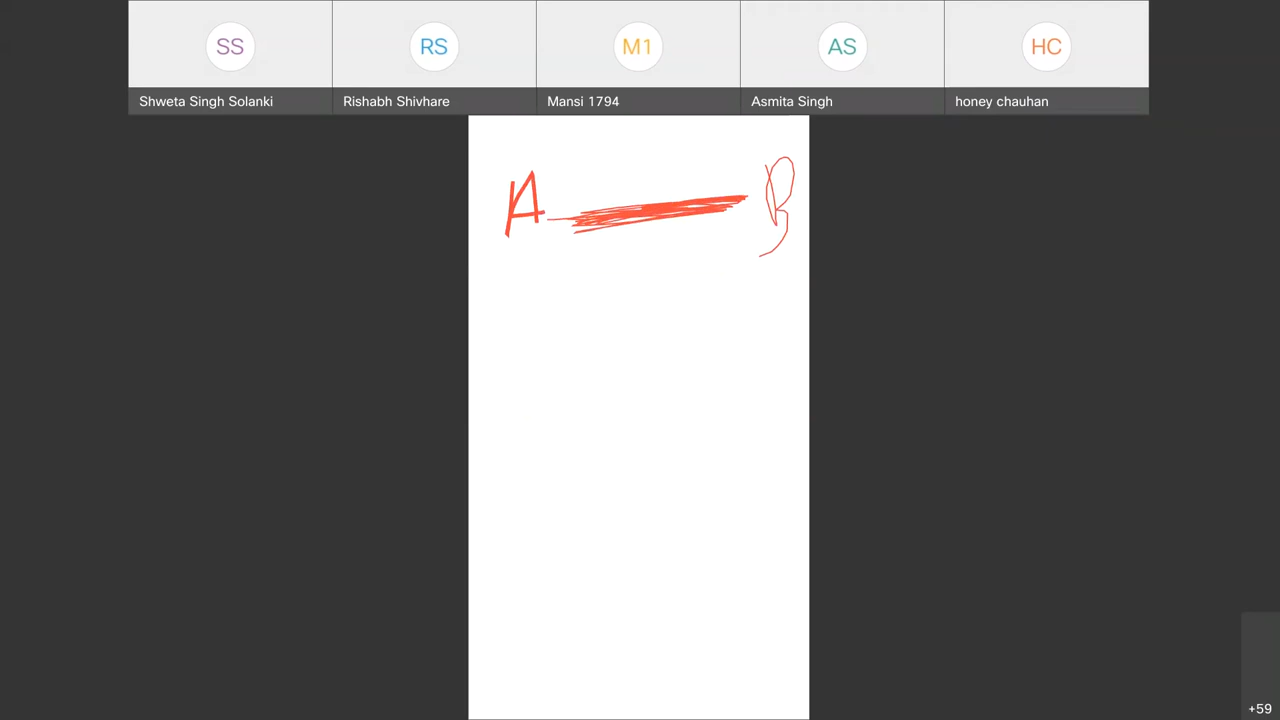 SS RS M1 AS HC
Shweta Singh Solanki Rishabh Shivhare Mansi 1794 Asmita Singh honey chauhan
A B
+59